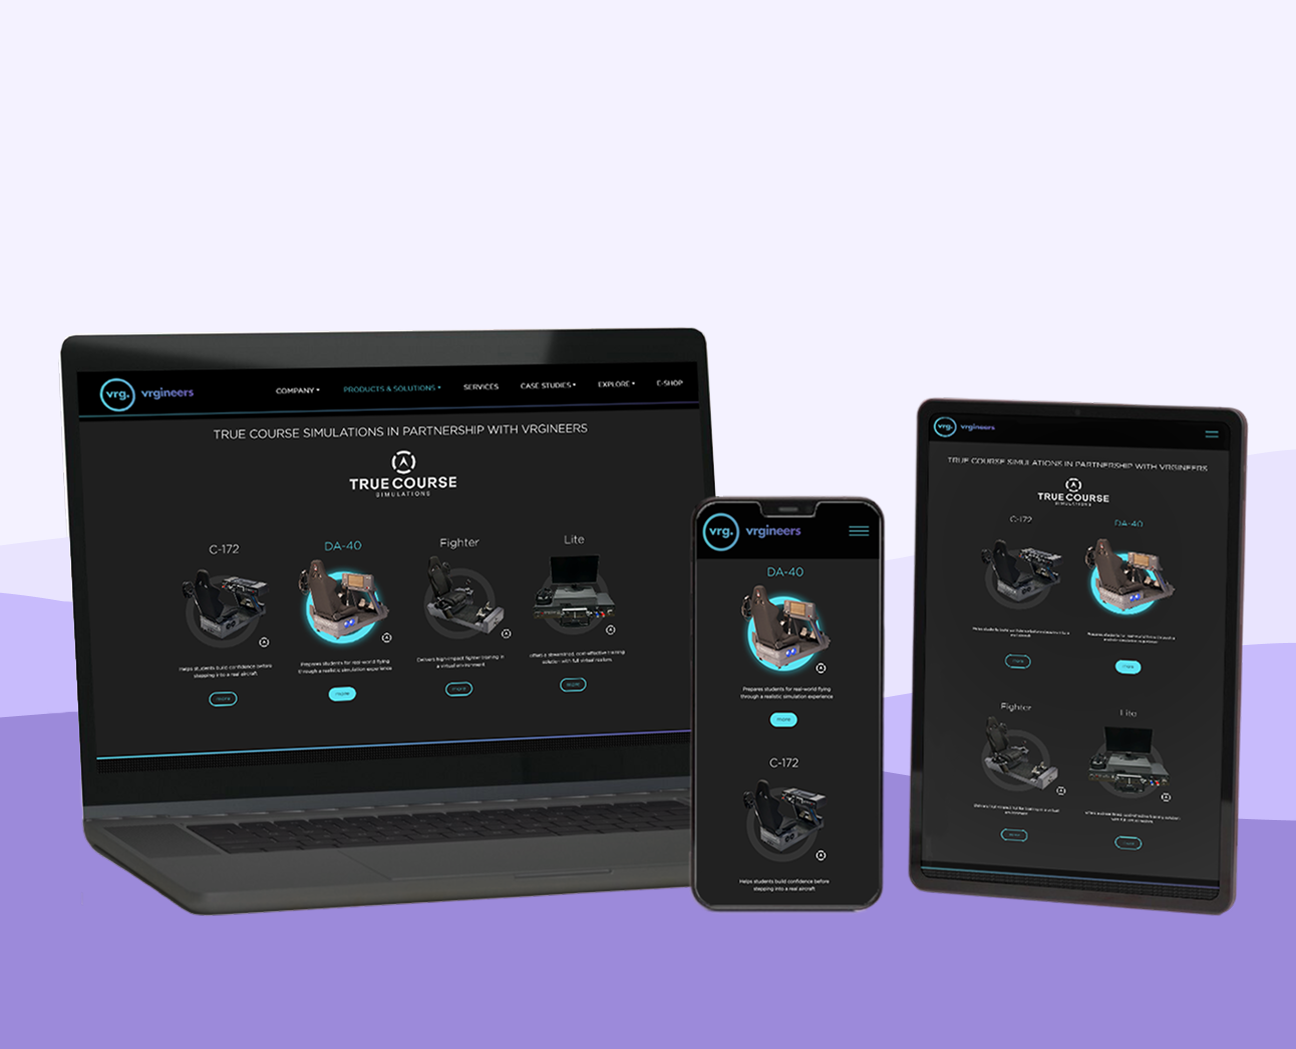 vrg. vrgineers
COMPANY
PRODUCTS & SOLUTIONS
SERVICES
CASE STUDIES
EXPLORE
E-SHOP
TRUE COURSE SIMULATIONS IN PARTNERSHIP WITH VRGINEERS
TRUE COURSE
SIMULATIONS
C-172
DA-40
Fighter
Lite
Helps students build confidence before
stepping into a real aircraft
Prepares students for real-world flying
through a realistic simulation experience
Delivers high-impact fighter training in
a virtual environment
Offers a streamlined, cost-effective training
solution with full virtual realism.
more
more
more
more
vrg. vrgineers
DA-40
Prepares students for real-world flying
through a realistic simulation experience
more
C-172
Helps students build confidence before
stepping into a real aircraft
vrg. vrgineers
TRUE COURSE SIMULATIONS IN PARTNERSHIP WITH VRGINEERS
TRUE COURSE
SIMULATIONS
C-172
DA-40
more
more
Fighter
Lite
more
more